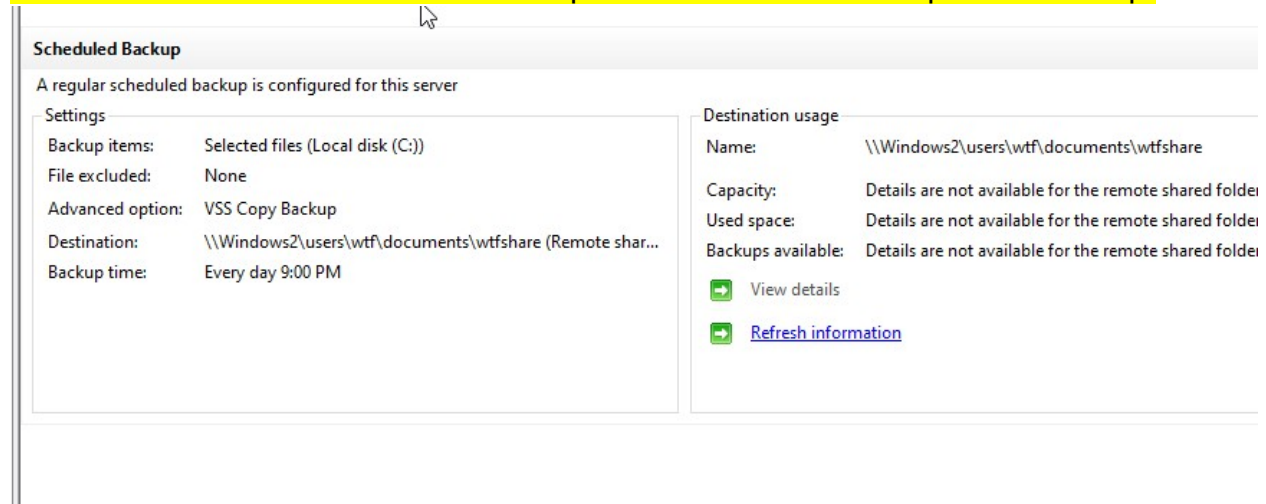 Scheduled Backup
A regular scheduled backup is configured for this server
Settings
Backup items: Selected files (Local disk (C:))
File excluded: None
Advanced option: VSS Copy Backup
Destination: \\Windows2\users\wtf\documents\wtfshare (Remote shar...
Backup time: Every day 9:00 PM
Destination usage
Name: \\Windows2\users\wtf\documents\wtfshare
Capacity: Details are not available for the remote shared folder
Used space: Details are not available for the remote shared folder
Backups available: Details are not available for the remote shared folder
View details
Refresh information